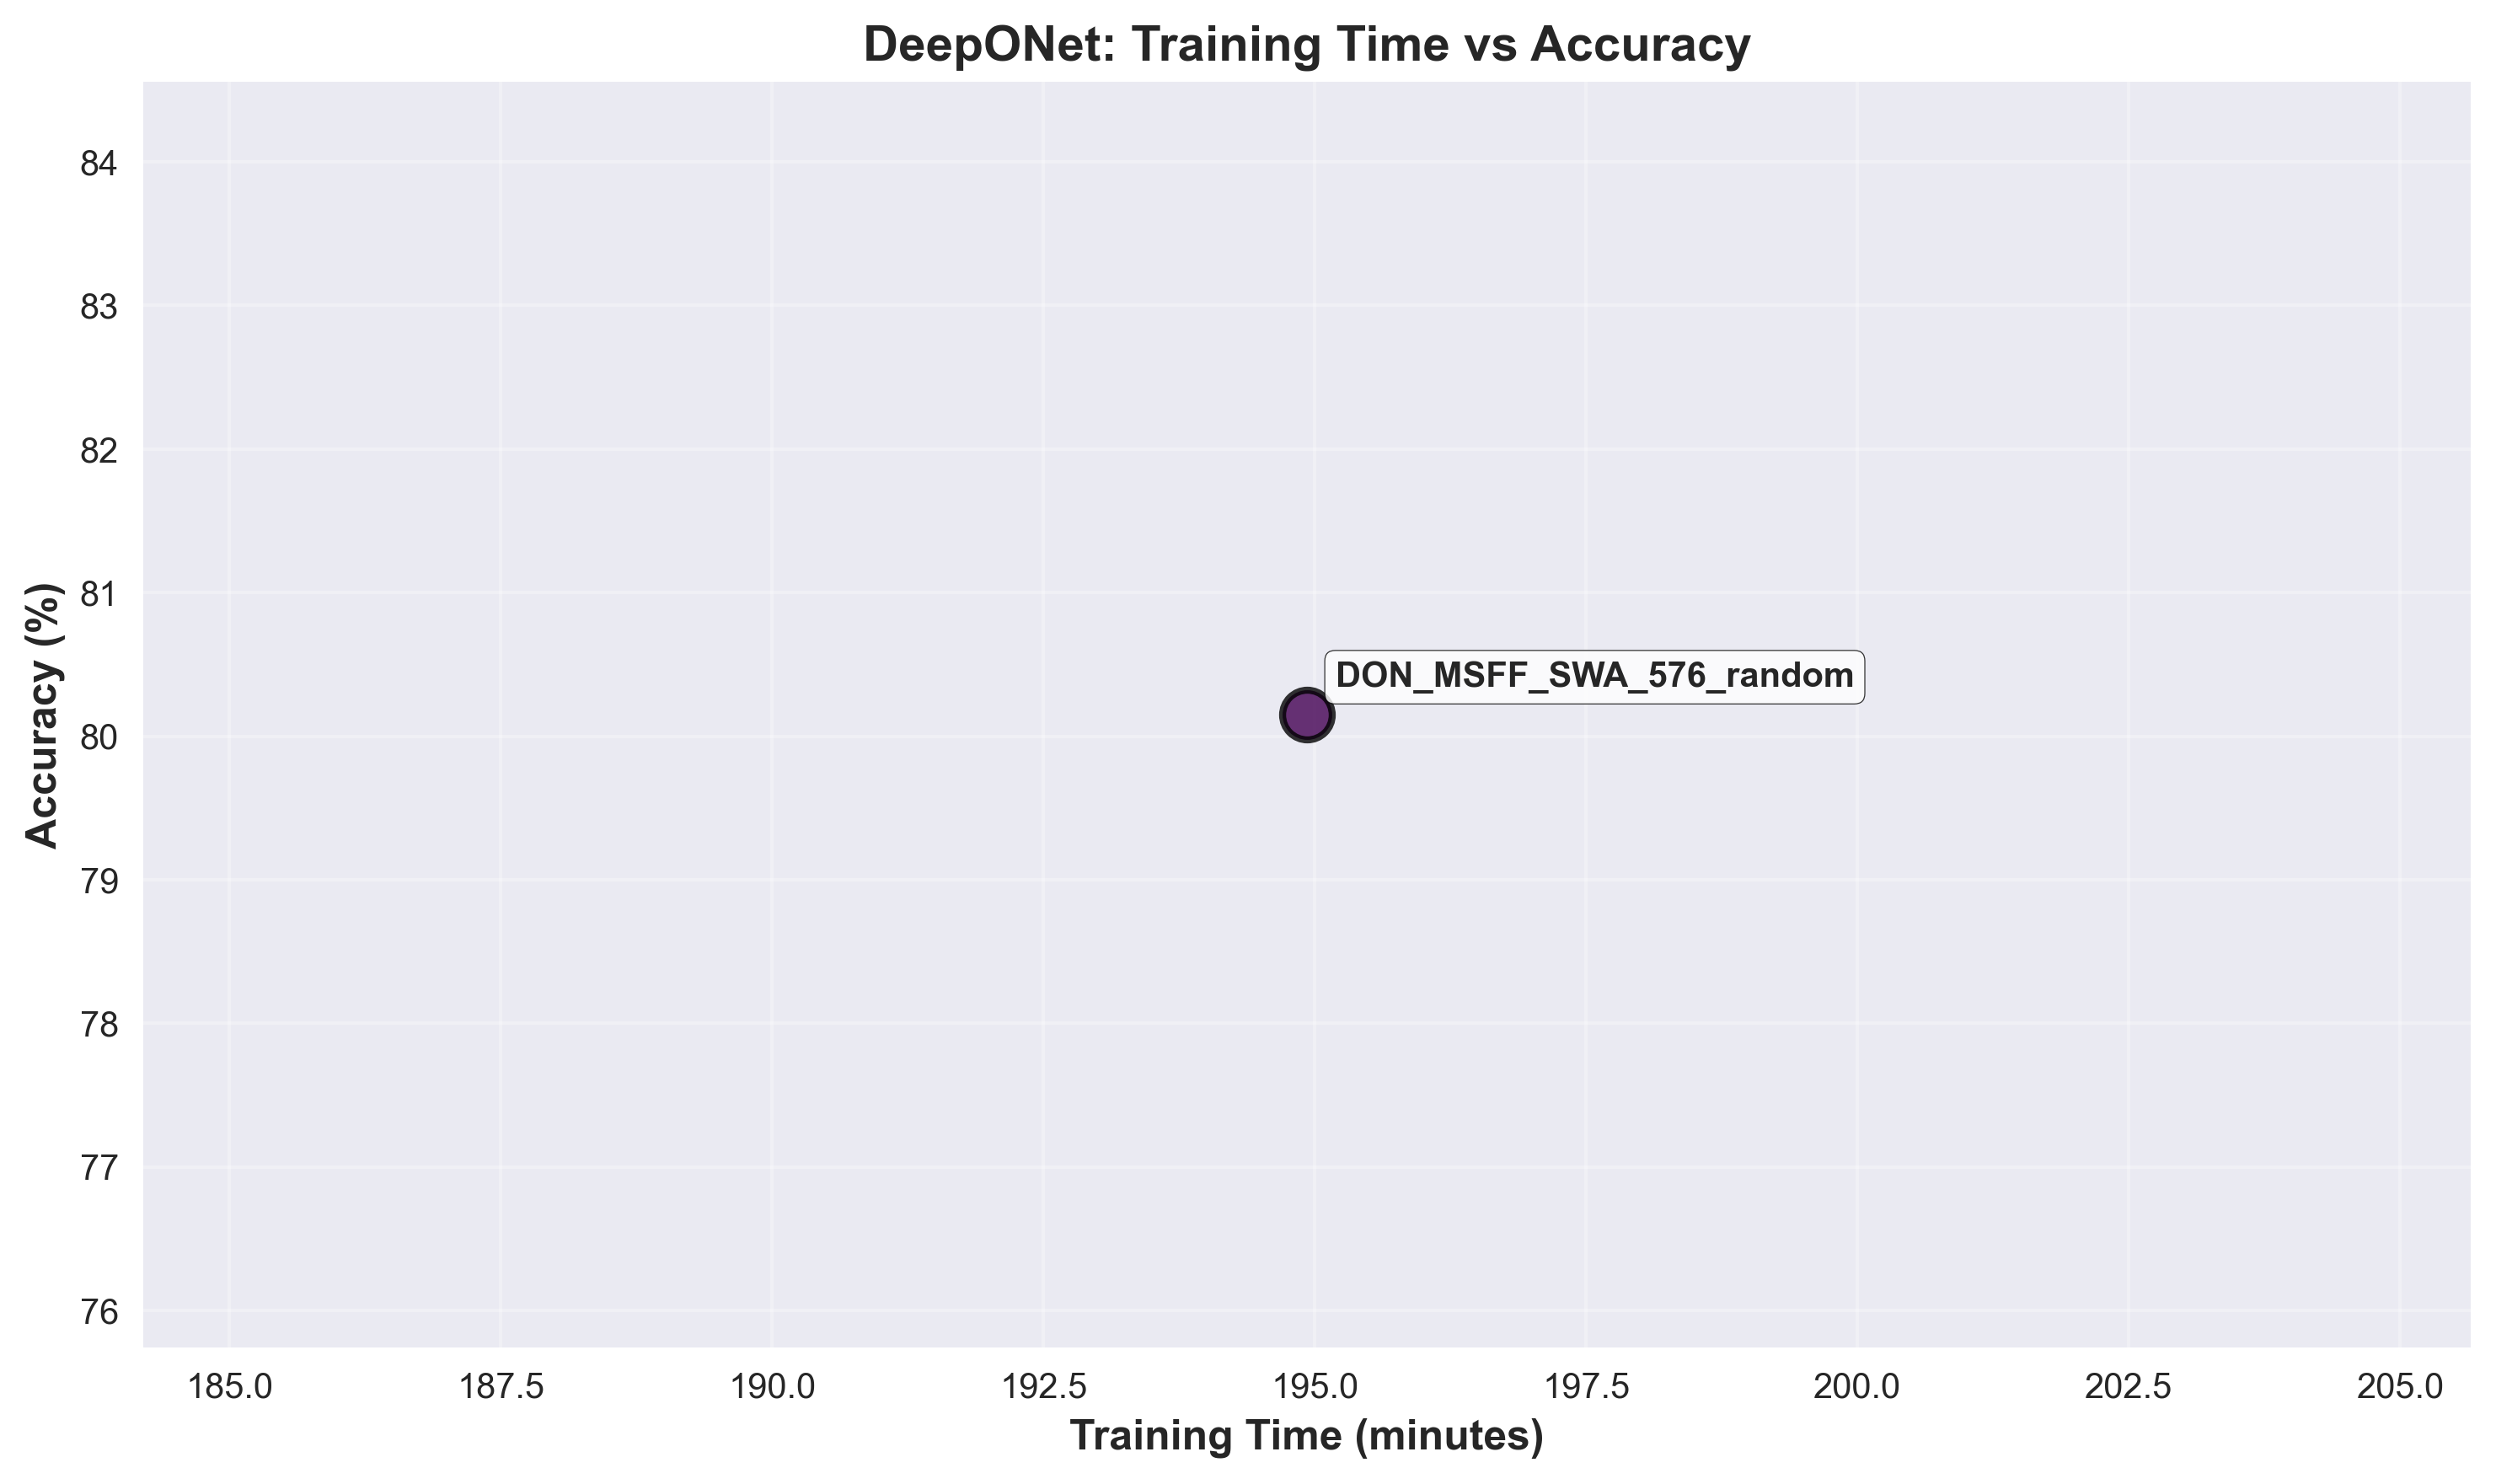 DeepONet: Training Time vs Accuracy
84
83
82
81
80
79
78
77
76
Accuracy (%)
DON_MSFF_SWA_576_random
185.0 187.5 190.0 192.5 195.0 197.5 200.0 202.5 205.0
Training Time (minutes)